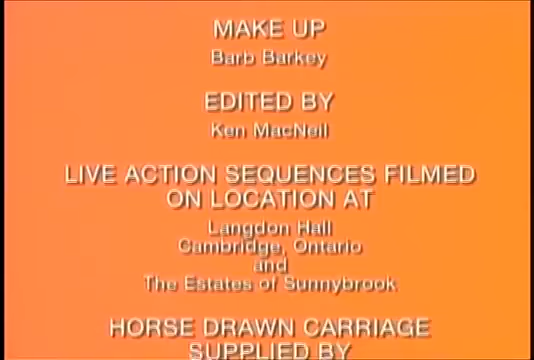 MAKE UP
Barb Barkey
EDITED BY
Ken MacNeil
LIVE ACTION SEQUENCES FILMED
ON LOCATION AT
Langdon Hall
Cambridge, Ontario
and
The Estates of Sunnybrook
HORSE DRAWN CARRIAGE
SUPPLIED BY